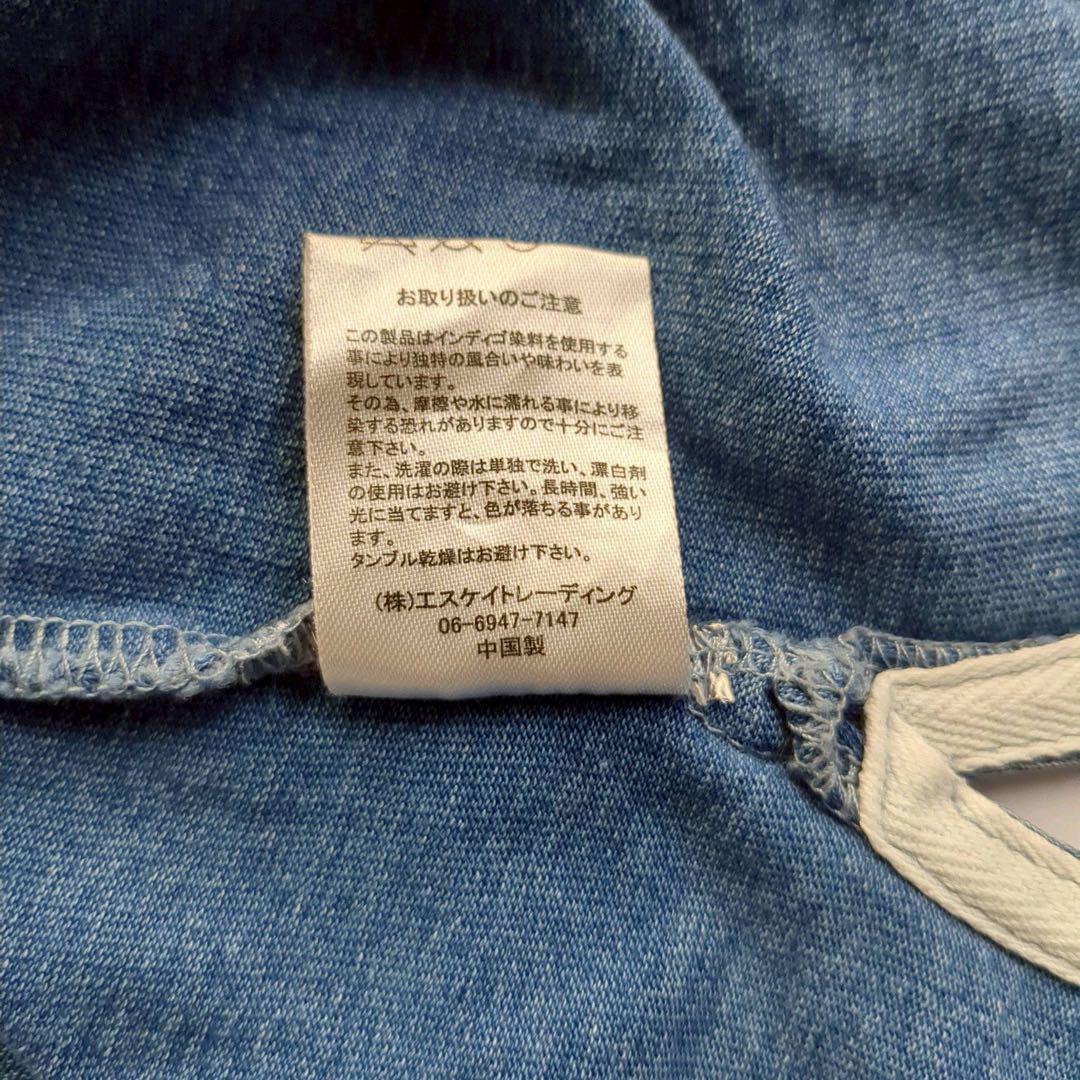 お取り扱いのご注意
この製品はインディゴ染料を使用する
事により独特の風合いや味わいを表
現しています。
その為、摩擦や水に濡れる事により移
染する恐れがありますので十分にご注
意下さい。
また、洗濯の際は単独で洗い、漂白剤
の使用はお避け下さい。長時間、強い
光に当てますと、色が落ちる事があり
ます。
タンブル乾燥はお避け下さい。
(株)エスケイトレーディング
06-6947-7147
中国製